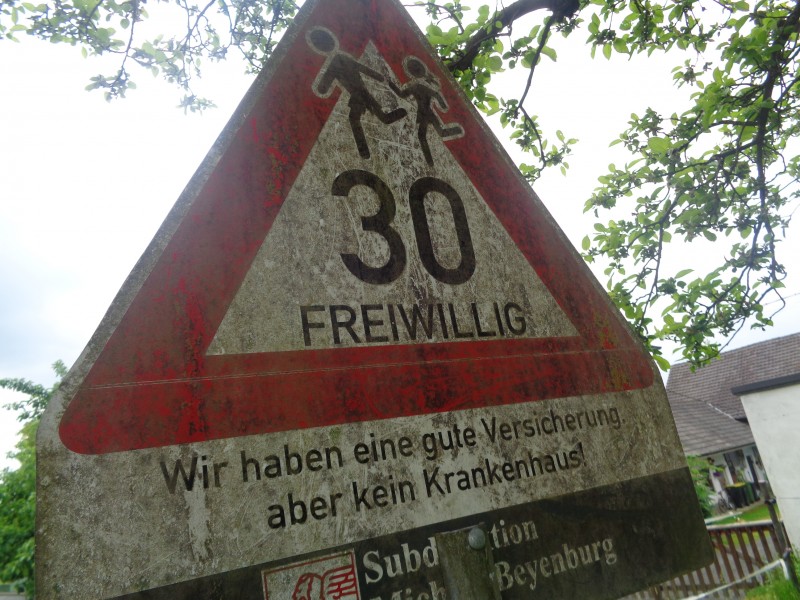 30
FREIWILLIG
Wir haben eine gute Versicherung,
aber kein Krankenhaus!
Beyenburg